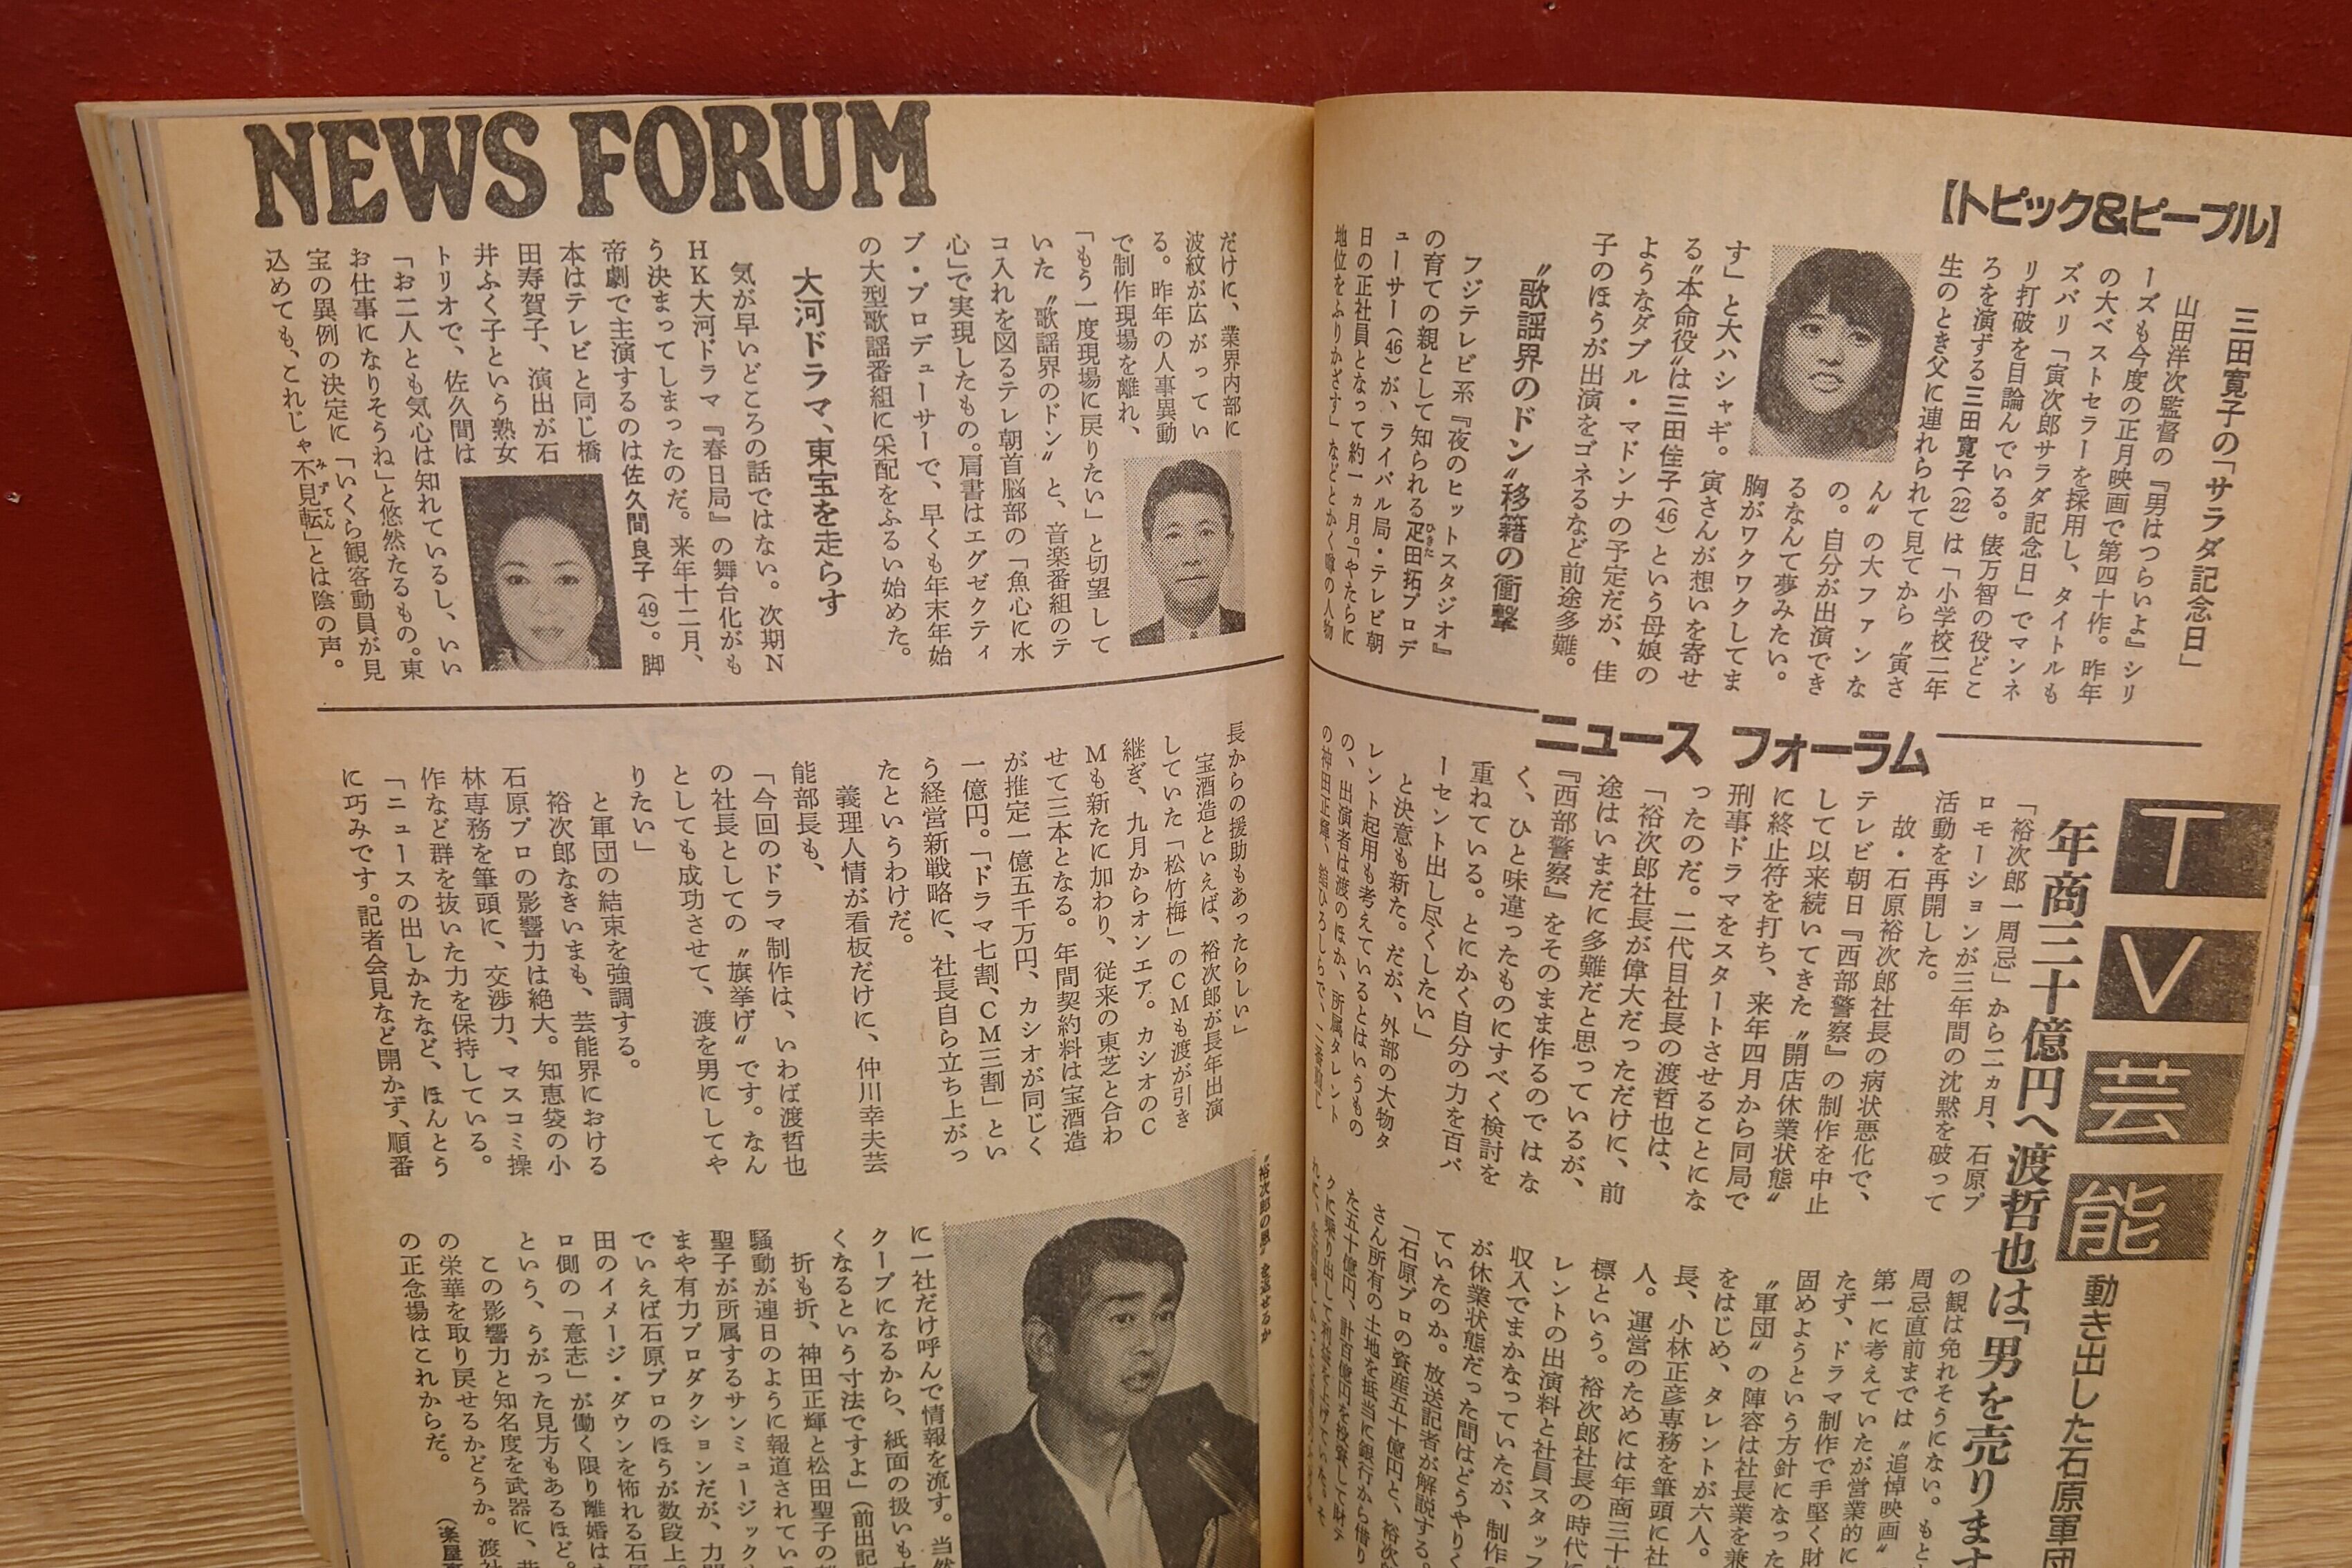 【トピック&ピープル】
三田寛子の「サラダ記念日」
山田洋次監督の『男はつらいよ』シリ
ーズも今度の正月映画で第四十作。昨年
の大ベストセラーを採用し、タイトルも
ズバリ「寅次郎サラダ記念日」でマンネ
リ打破を目論んでいる。俵万智の役どこ
ろを演ずる三田寛子(22)は「小学校二年
生のとき父に連れられて見てから〝寅さ
ん〟の大ファンな
の。自分が出演でき
るなんて夢みたい。
胸がワクワクしてま
す」と大ハシャギ。寅さんが想いを寄せ
る〝本命役〟は三田佳子(46)という母娘の
ようなダブル・マドンナの予定だが、佳
子のほうが出演をゴネるなど前途多難。
〝歌謡界のドン〟移籍の衝撃
フジテレビ系『夜のヒットスタジオ』
の育ての親として知られる疋田拓プロデ
ひきた
ューサー(46)が、ライバル局・テレビ朝
日の正社員となって約一ヵ月。「やたらに
地位をふりかざす」などとかく噂の人物
NEWS FORUM
だけに、業界内部に
波紋が広がってい
る。昨年の人事異動
で制作現場を離れ、
「もう一度現場に戻りたい」と切望して
いた〝歌謡界のドン〟と、音楽番組のテ
コ入れを図るテレ朝首脳部の「魚心に水
心」で実現したもの。肩書はエグゼクティ
ブ・プロデューサーで、早くも年末年始
の大型歌謡番組に采配をふるい始めた。
大河ドラマ、東宝を走らす
気が早いどころの話ではない。次期N
HK大河ドラマ『春日局』の舞台化がも
う決まってしまったのだ。来年十二月、
帝劇で主演するのは佐久間良子(49)。脚
本はテレビと同じ橋
田寿賀子、演出が石
井ふく子という熟女
トリオで、佐久間は
「お二人とも気心は知れているし、いい
お仕事になりそうね」と悠然たるもの。東
宝の異例の決定に「いくら観客動員が見
込めても、これじゃ不見転」とは陰の声。
みずてん
ニュース フォーラム
TV芸能
動き出した石原軍団
年商三十億円へ渡哲也は「男を売ります
「裕次郎一周忌」から二ヵ月、石原プ
ロモーションが三年間の沈黙を破って
活動を再開した。
故・石原裕次郎社長の病状悪化で、
テレビ朝日『西部警察』の制作を中止
して以来続いてきた〝開店休業状態〟
に終止符を打ち、来年四月から同局で
刑事ドラマをスタートさせることにな
ったのだ。二代目社長の渡哲也は、
「裕次郎社長が偉大だっただけに、前
途はいまだに多難だと思っているが、
『西部警察』をそのまま作るのではな
く、ひと味違ったものにすべく検討を
重ねている。とにかく自分の力を百パ
ーセント出し尽くしたい」
と決意も新た。だが、外部の大物タ
レント起用も考えているとはいうもの
の、出演者は渡のほか、所属タレント
の神田正輝、
の観は免れそうにない。もと
周忌直前までは〝追悼映画〟
第一に考えていたが営業的に
たず、ドラマ制作で手堅く財
固めようという方針になった
〝軍団〟の陣容は社長業を兼
をはじめ、タレントが六人。
長、小林正彦専務を筆頭に社
人。運営のためには年商三十
標という。裕次郎社長の時代に
レントの出演料と社員スタッフ
収入でまかなっていたが、制作
が休業状態だった間はどうやりく
ていたのか。放送記者が解説する。
「石原プロの資産五十億円と、裕次
さん所有の土地を抵当に銀行から借り
た五十億円、計百億円を投資した財テ
クに乗り出して利
長からの援助もあったらしい」
宝酒造といえば、裕次郎が長年出演
していた「松竹梅」のCMも渡が引き
継ぎ、九月からオンエア。カシオのC
Mも新たに加わり、従来の東芝と合わ
せて三本となる。年間契約料は宝酒造
が推定一億五千万円、カシオが同じく
一億円。「ドラマ七割、CM三割」とい
う経営新戦略に、社長自ら立ち上がっ
たというわけだ。
義理人情が看板だけに、仲川幸夫芸
能部長も、
「今回のドラマ制作は、いわば渡哲也
の社長としての〝旗挙げ〟です。なん
としても成功させて、渡を男にしてや
りたい」
と軍団の結束を強調する。
裕次郎なきいまも、芸能界における
石原プロの影響力は絶大。知恵袋の小
林専務を筆頭に、交渉力、マスコミ操
作など群を抜いた力を保持している。
「ニュースの出しかたなど、ほんとう
に巧みです。記者会見など開かず、順番
に一社だけ呼んで情報を流す。当然
クープになるから、紙面の扱いも
くなるという寸法ですよ」(前出記
折も折、神田正輝と松田聖子の
騒動が連日のように報道されてい
聖子が所属するサンミュージック
まや有力プロダクションだが、力
でいえば石原プロのほうが数段上
田のイメージ・ダウンを怖れる石
ロ側の「意志」が働く限り離婚は
という、うがった見方もあるほど。
この影響力と知名度を武器に、
の栄華を取り戻せるかどうか。渡
の正念場はこれからだ。